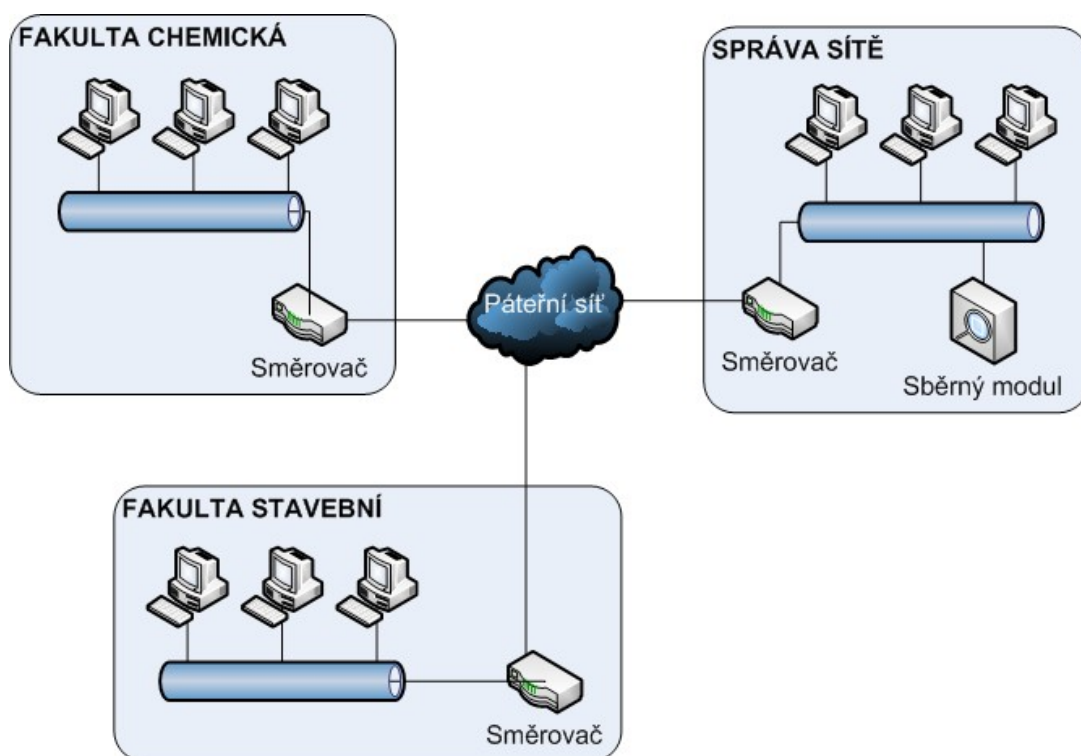 FAKULTA CHEMICKÁ
Směrovač
SPRÁVA SÍTĚ
Směrovač
Sběrný modul
Páteřní síť
FAKULTA STAVEBNÍ
Směrovač